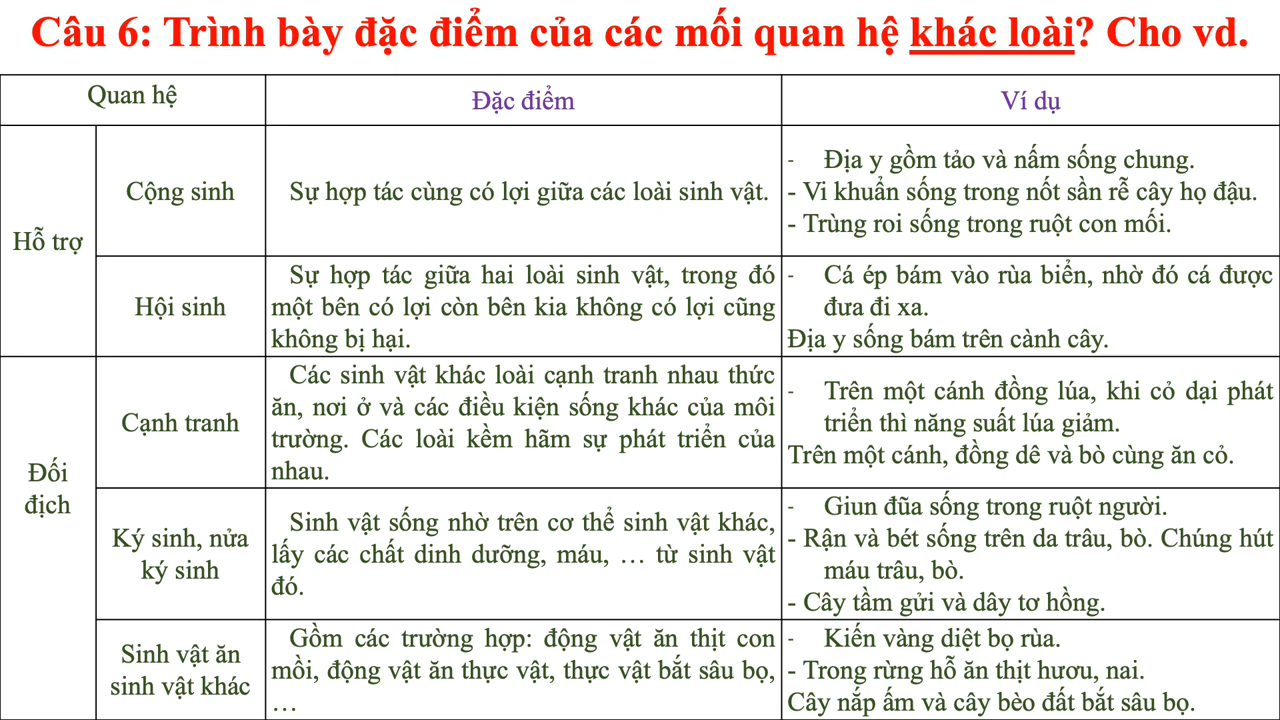 Câu 6: Trình bày đặc điểm của các mối quan hệ khác loài? Cho vd.
Quan hệ
Đặc điểm
Ví dụ
Hỗ trợ
Cộng sinh
Sự hợp tác cùng có lợi giữa các loài sinh vật.
- Địa y gồm tảo và nấm sống chung.
- Vi khuẩn sống trong nốt sần rễ cây họ đậu.
- Trùng roi sống trong ruột con mối.
Hội sinh
Sự hợp tác giữa hai loài sinh vật, trong đó
một bên có lợi còn bên kia không có lợi cũng
không bị hại.
- Cá ép bám vào rùa biển, nhờ đó cá được
đưa đi xa.
Địa y sống bám trên cành cây.
Đối
địch
Cạnh tranh
Các sinh vật khác loài cạnh tranh nhau thức
ăn, nơi ở và các điều kiện sống khác của môi
trường. Các loài kềm hãm sự phát triển của
nhau.
- Trên một cánh đồng lúa, khi cỏ dại phát
triển thì năng suất lúa giảm.
Trên một cánh, đồng dê và bò cùng ăn cỏ.
Ký sinh, nửa
ký sinh
Sinh vật sống nhờ trên cơ thể sinh vật khác,
lấy các chất dinh dưỡng, máu, … từ sinh vật
đó.
- Giun đũa sống trong ruột người.
- Rận và bét sống trên da trâu, bò. Chúng hút
máu trâu, bò.
- Cây tầm gửi và dây tơ hồng.
Sinh vật ăn
sinh vật khác
Gồm các trường hợp: động vật ăn thịt con
mồi, động vật ăn thực vật, thực vật bắt sâu bọ,
…
- Kiến vàng diệt bọ rùa.
- Trong rừng hỗ ăn thịt hươu, nai.
Cây nắp ấm và cây bèo đất bắt sâu bọ.